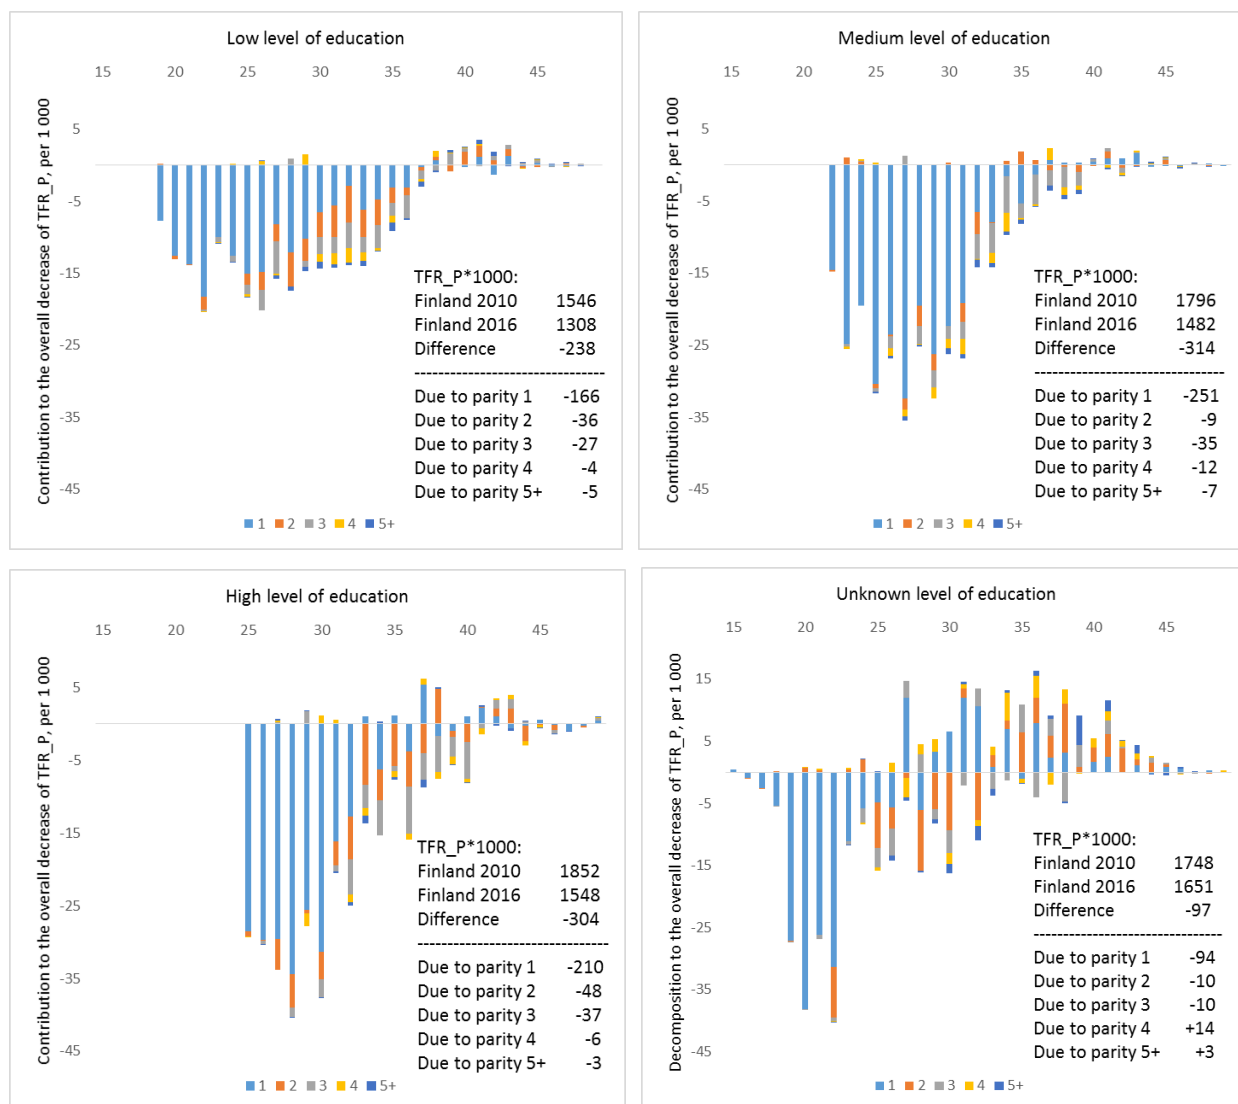 Low level of education
15 20 25 30 35 40 45
Contribution to the overall decrease of TFR_P, per 1 000
5
-5
-15
-25
-35
-45
TFR_P*1000:
Finland 2010 1546
Finland 2016 1308
Difference -238
--------------------------------
Due to parity 1 -166
Due to parity 2 -36
Due to parity 3 -27
Due to parity 4 -4
Due to parity 5+ -5
1 2 3 4 5+
Medium level of education
15 20 25 30 35 40 45
Contribution to the overall decrease of TFR_P, per 1 000
5
-5
-15
-25
-35
-45
TFR_P*1000:
Finland 2010 1796
Finland 2016 1482
Difference -314
--------------------------------
Due to parity 1 -251
Due to parity 2 -9
Due to parity 3 -35
Due to parity 4 -12
Due to parity 5+ -7
1 2 3 4 5+
High level of education
15 20 25 30 35 40 45
Contribution to the overall decrease of TFR_P, per 1 000
5
-5
-15
-25
-35
-45
TFR_P*1000:
Finland 2010 1852
Finland 2016 1548
Difference -304
--------------------------------
Due to parity 1 -210
Due to parity 2 -48
Due to parity 3 -37
Due to parity 4 -6
Due to parity 5+ -3
1 2 3 4 5+
Unknown level of education
15 20 25 30 35 40 45
Decomposition to the overall decrease of TFR_P, per 1 000
15
5
-5
-15
-25
-35
-45
TFR_P*1000:
Finland 2010 1748
Finland 2016 1651
Difference -97
--------------------------------
Due to parity 1 -94
Due to parity 2 -10
Due to parity 3 -10
Due to parity 4 +14
Due to parity 5+ +3
1 2 3 4 5+